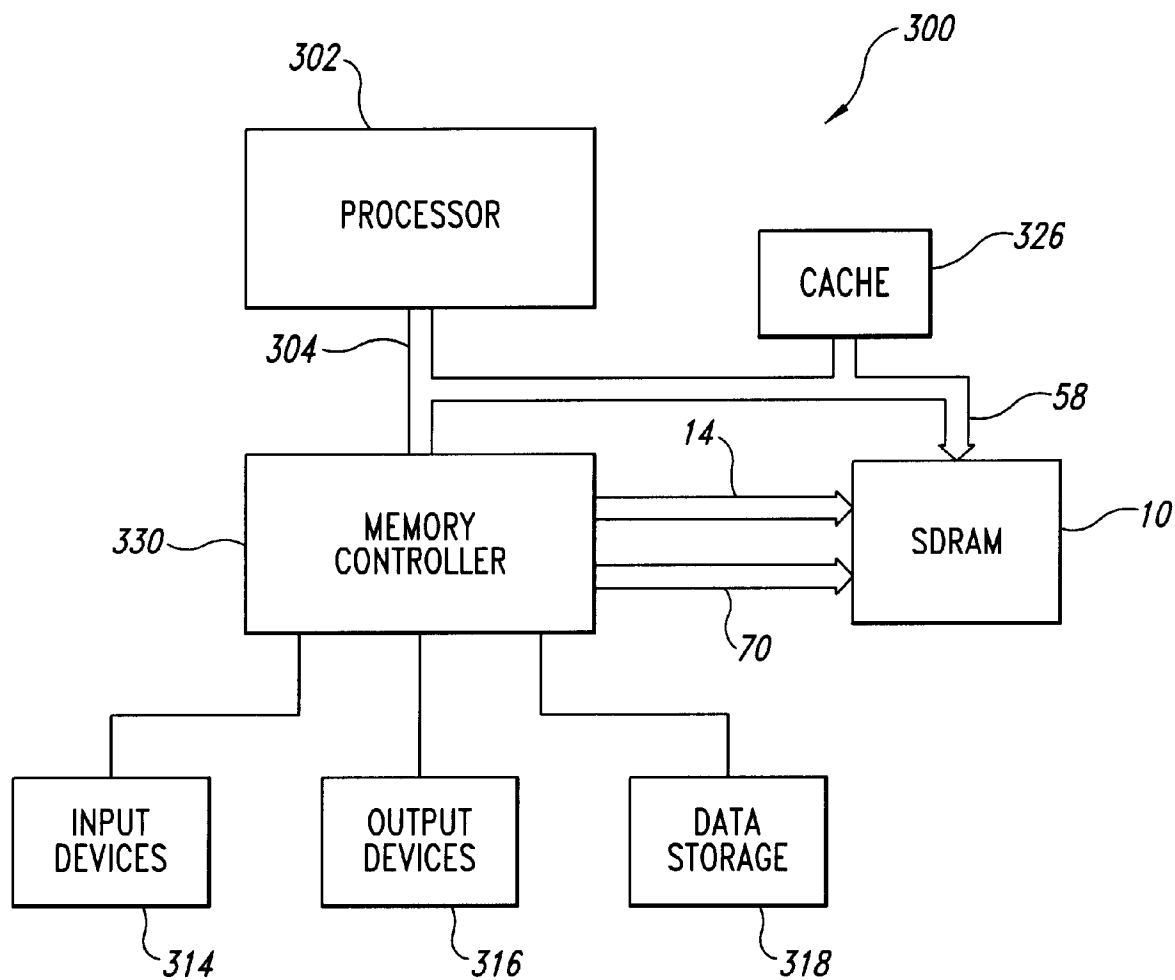 300
302
PROCESSOR
326
CACHE
304
58
14
MEMORY
CONTROLLER
330
SDRAM
10
70
INPUT
DEVICES
OUTPUT
DEVICES
DATA
STORAGE
314
316
318